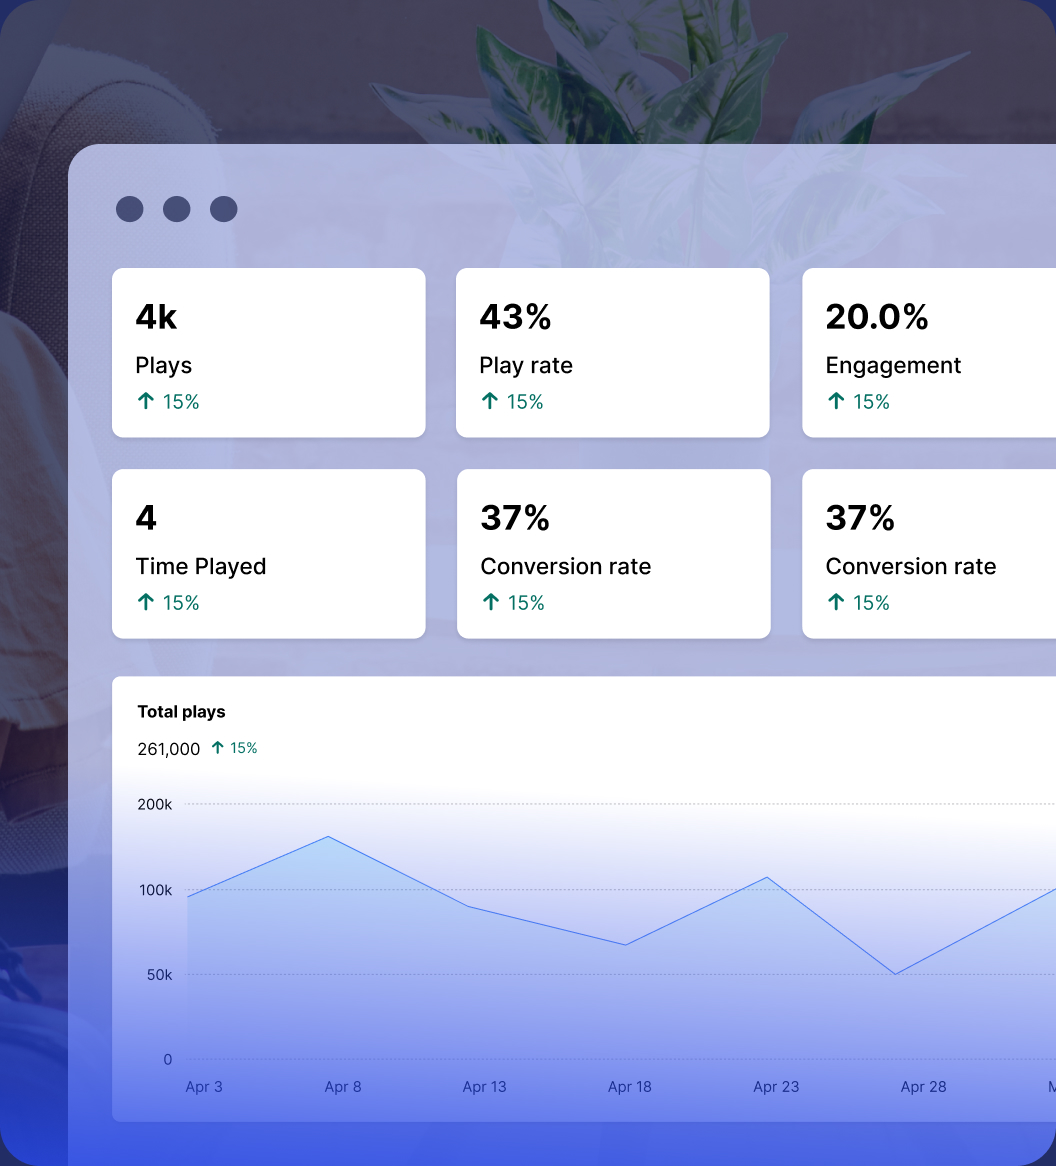 4k
Plays
↑ 15%
43%
Play rate
↑ 15%
20.0%
Engagement
↑ 15%
4
Time Played
↑ 15%
37%
Conversion rate
↑ 15%
37%
Conversion rate
↑ 15%
Total plays
261,000 ↑ 15%
200k
100k
50k
0
Apr 3 Apr 8 Apr 13 Apr 18 Apr 23 Apr 28